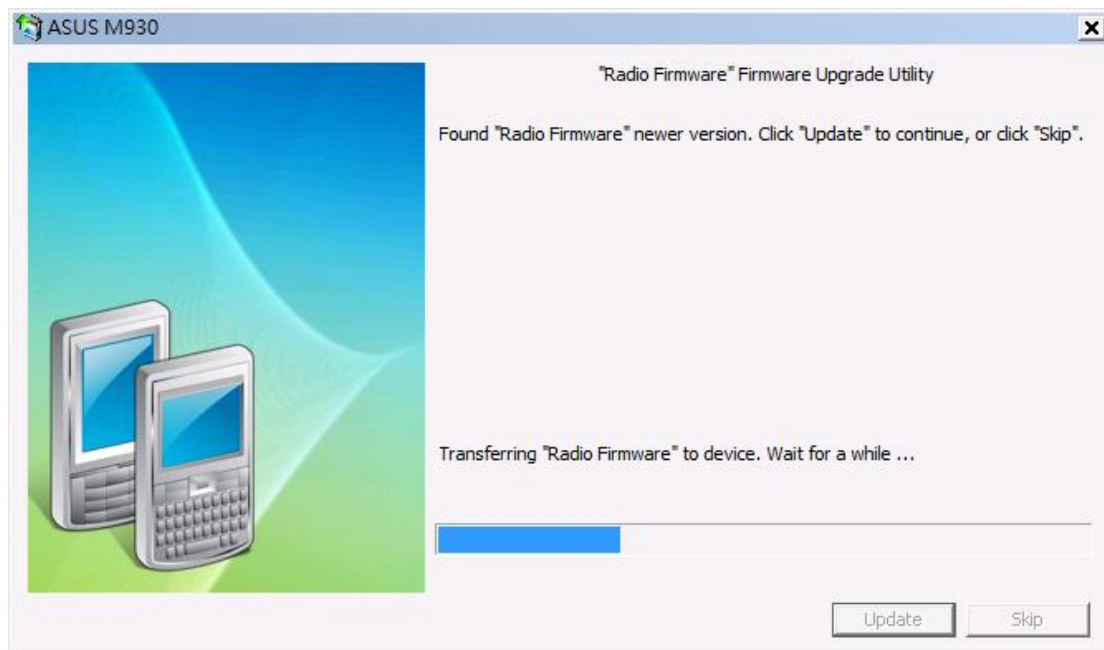 ASUS M930
"Radio Firmware" Firmware Upgrade Utility
Found "Radio Firmware" newer version. Click "Update" to continue, or click "Skip".
Transferring "Radio Firmware" to device. Wait for a while ...
Update Skip